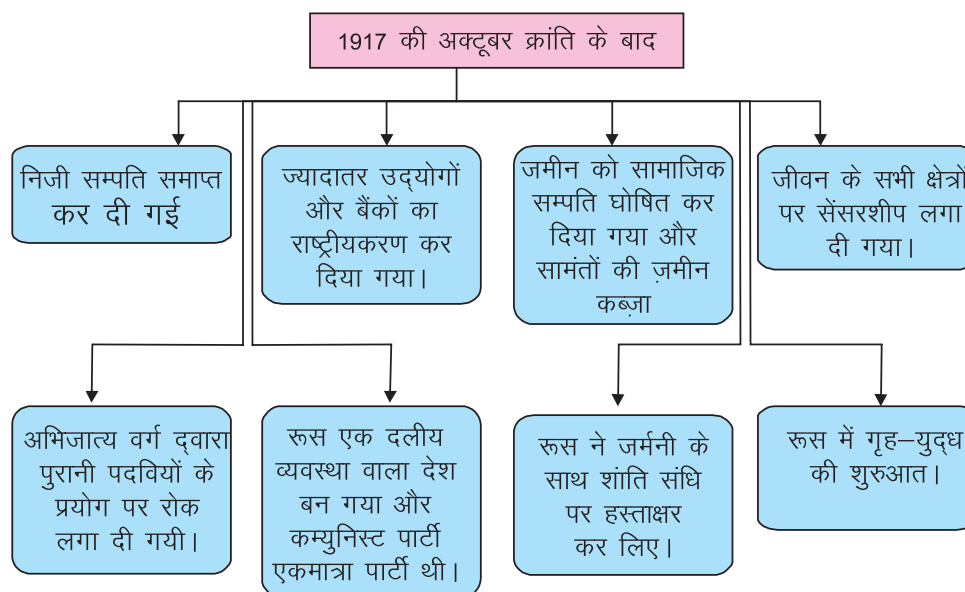 1917 की अक्टूबर क्रांति के बाद
निजी सम्पति समाप्त
कर दी गई
ज्यादातर उद्‌योगों
और बैंकों का
राष्ट्रीयकरण कर
दिया गया।
जमीन को सामाजिक
सम्पति घोषित कर
दिया गया और
सामंतों की ज़मीन
कब्ज़ा
जीवन के सभी क्षेत्रों
पर सेंसरशीप लगा
दी गया।
अभिजात्य वर्ग द्‌वारा
पुरानी पदवियों के
प्रयोग पर रोक
लगा दी गयी।
रूस एक दलीय
व्यवस्था वाला देश
बन गया और
कम्युनिस्ट पार्टी
एकमात्रा पार्टी थी।
रूस ने जर्मनी के
साथ शांति संधि
पर हस्ताक्षर
कर लिए।
रूस में गृह–युद्‌ध
की शुरुआत।